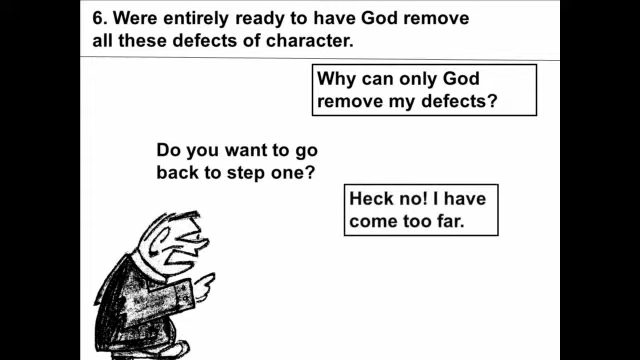 6. Were entirely ready to have God remove
all these defects of character.
Why can only God
remove my defects?
Do you want to go
back to step one?
Heck no! I have
come too far.